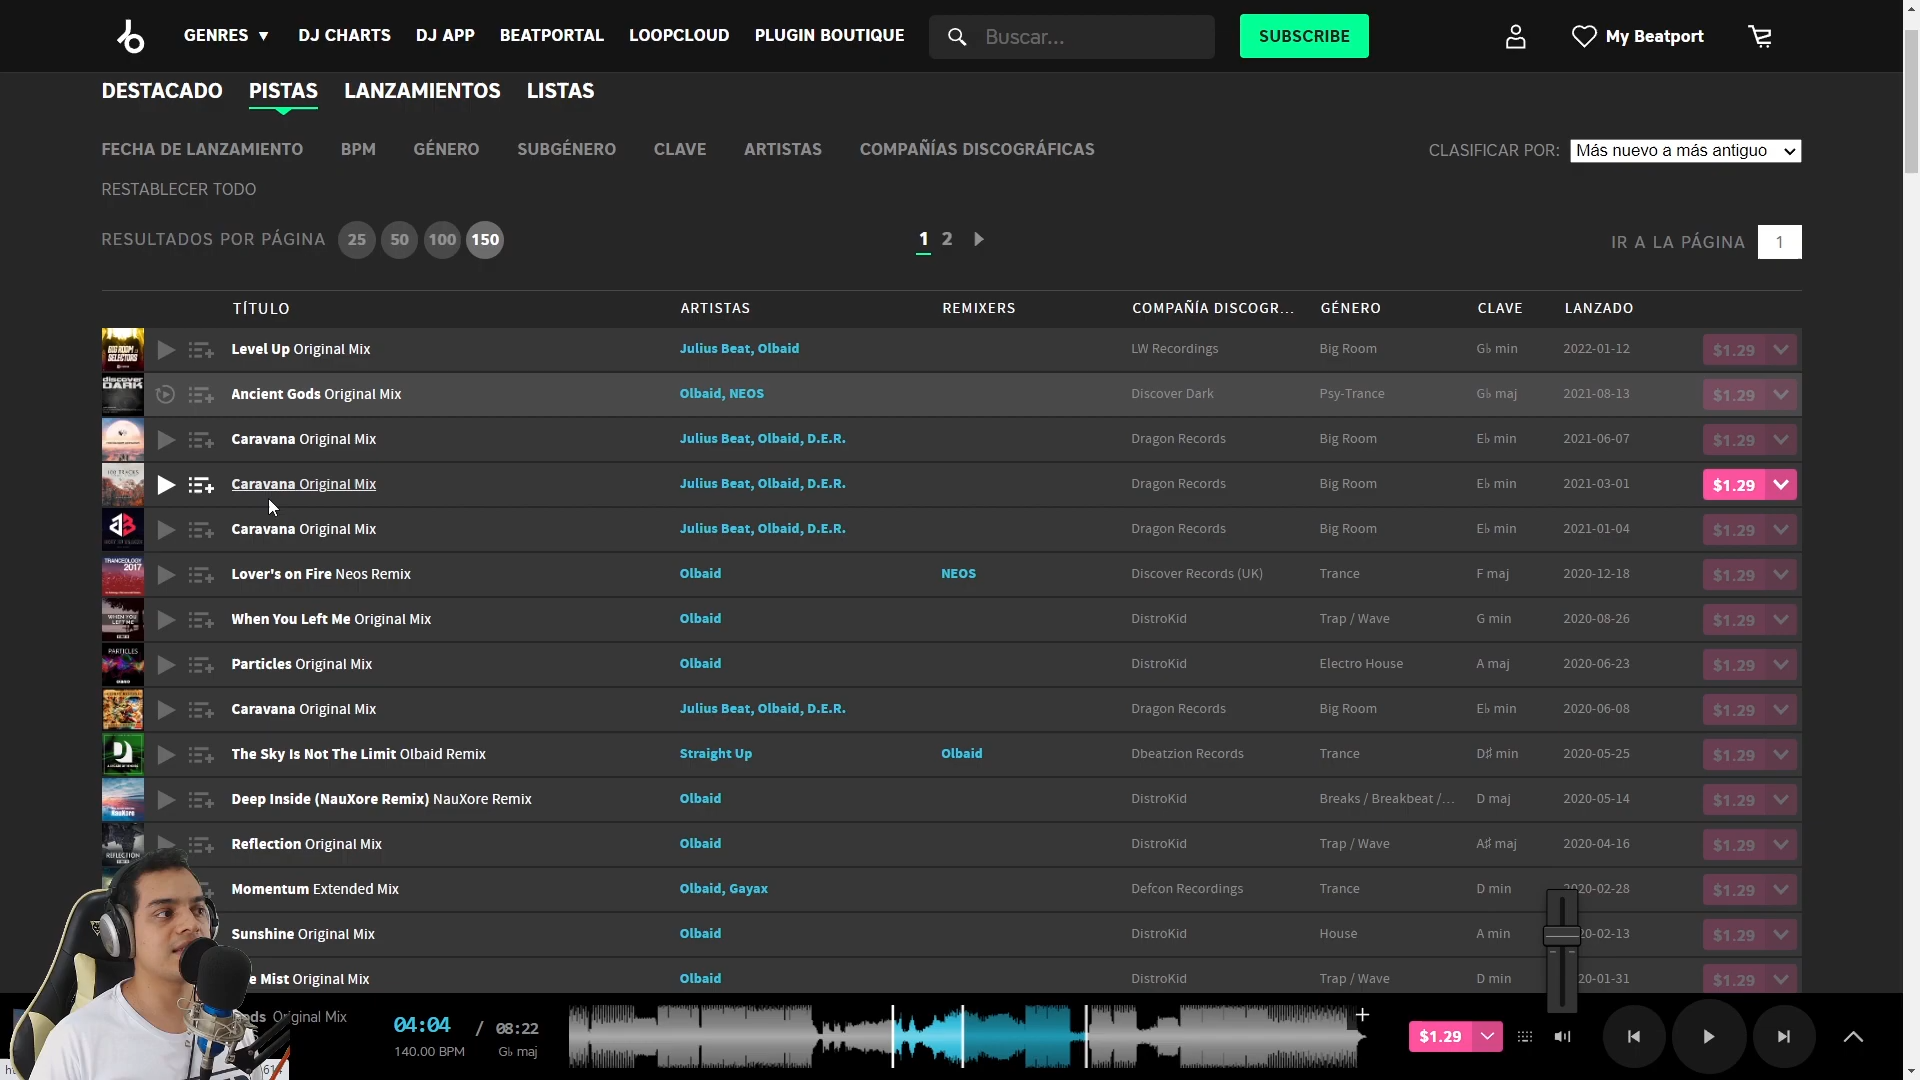 GENRES ▼ DJ CHARTS DJ APP BEATPORTAL LOOPCLOUD PLUGIN BOUTIQUE Buscar... SUBSCRIBE My Beatport
DESTACADO PISTAS LANZAMIENTOS LISTAS
FECHA DE LANZAMIENTO BPM GÉNERO SUBGÉNERO CLAVE ARTISTAS COMPAÑÍAS DISCOGRÁFICAS CLASIFICAR POR: Más nuevo a más antiguo
RESTABLECER TODO
RESULTADOS POR PÁGINA 25 50 100 150 1 2 IR A LA PÁGINA 1
TÍTULO ARTISTAS REMIXERS COMPAÑÍA DISCOGR... GÉNERO CLAVE LANZADO
Level Up Original Mix Julius Beat, Olbaid LW Recordings Big Room G♭ min 2022-01-12 $1.29
Ancient Gods Original Mix Olbaid, NEOS Discover Dark Psy-Trance G♭ maj 2021-08-13 $1.29
Caravana Original Mix Julius Beat, Olbaid, D.E.R. Dragon Records Big Room E♭ min 2021-06-07 $1.29
Caravana Original Mix Julius Beat, Olbaid, D.E.R. Dragon Records Big Room E♭ min 2021-03-01 $1.29
Caravana Original Mix Julius Beat, Olbaid, D.E.R. Dragon Records Big Room E♭ min 2021-01-04 $1.29
Lover's on Fire Neos Remix Olbaid NEOS Discover Records (UK) Trance F maj 2020-12-18 $1.29
When You Left Me Original Mix Olbaid DistroKid Trap / Wave G min 2020-08-26 $1.29
Particles Original Mix Olbaid DistroKid Electro House A maj 2020-06-23 $1.29
Caravana Original Mix Julius Beat, Olbaid, D.E.R. Dragon Records Big Room E♭ min 2020-06-08 $1.29
The Sky Is Not The Limit Olbaid Remix Straight Up Olbaid Dbeatzion Records Trance D♯ min 2020-05-25 $1.29
Deep Inside (NauXore Remix) NauXore Remix Olbaid DistroKid Breaks / Breakbeat /... D maj 2020-05-14 $1.29
Reflection Original Mix Olbaid DistroKid Trap / Wave A♯ maj 2020-04-16 $1.29
Momentum Extended Mix Olbaid, Gayax Defcon Recordings Trance D min 2020-02-28 $1.29
Sunshine Original Mix Olbaid DistroKid House A min 20-02-13 $1.29
e Mist Original Mix Olbaid DistroKid Trap / Wave D min 20-01-31 $1.29
ods Original Mix 04:04 / 08:22 $1.29
140.00 BPM G♭ maj